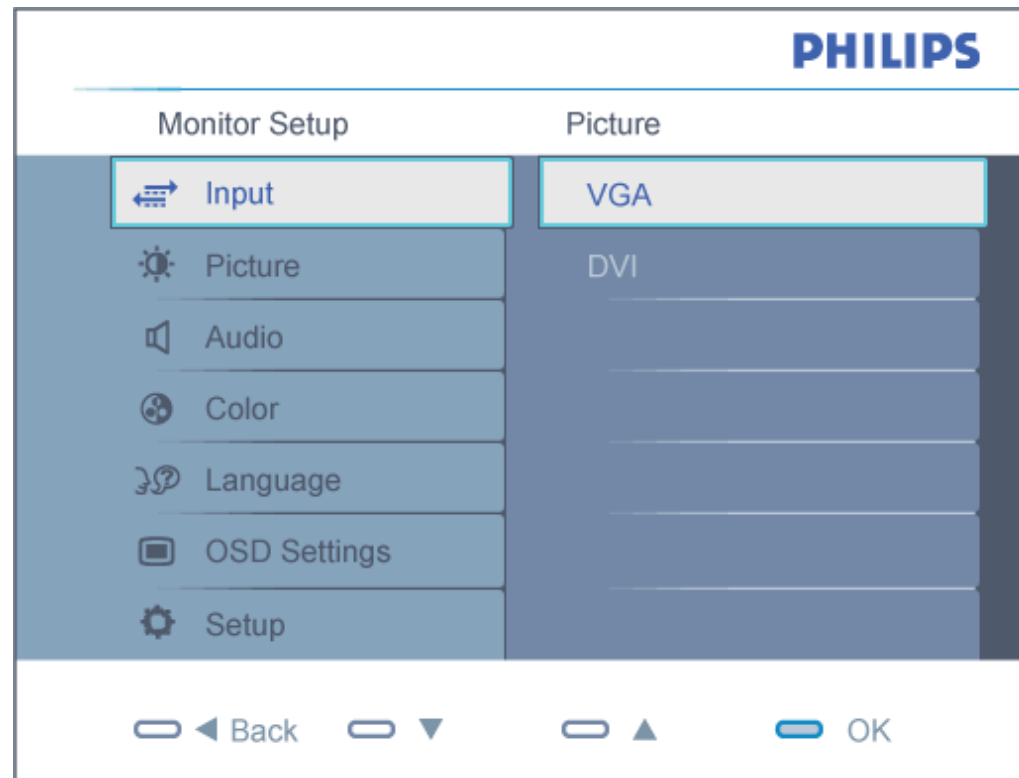 PHILIPS
Monitor Setup
Picture
Input
VGA
Picture
DVI
Audio
Color
Language
OSD Settings
Setup
Back
OK